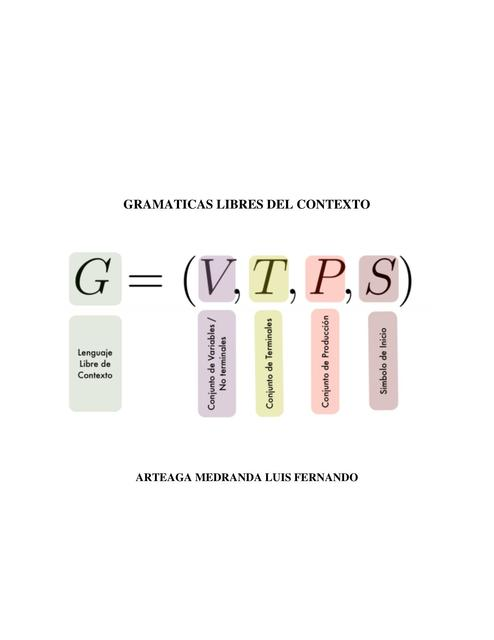 GRAMATICAS LIBRES DEL CONTEXTO
G = (V, T, P, S)
Lenguaje
Libre de
Contexto
Conjunto de Variables /
No terminales
Conjunto de Terminales
Conjunto de Producción
Símbolo de Inicio
ARTEAGA MEDRANDA LUIS FERNANDO